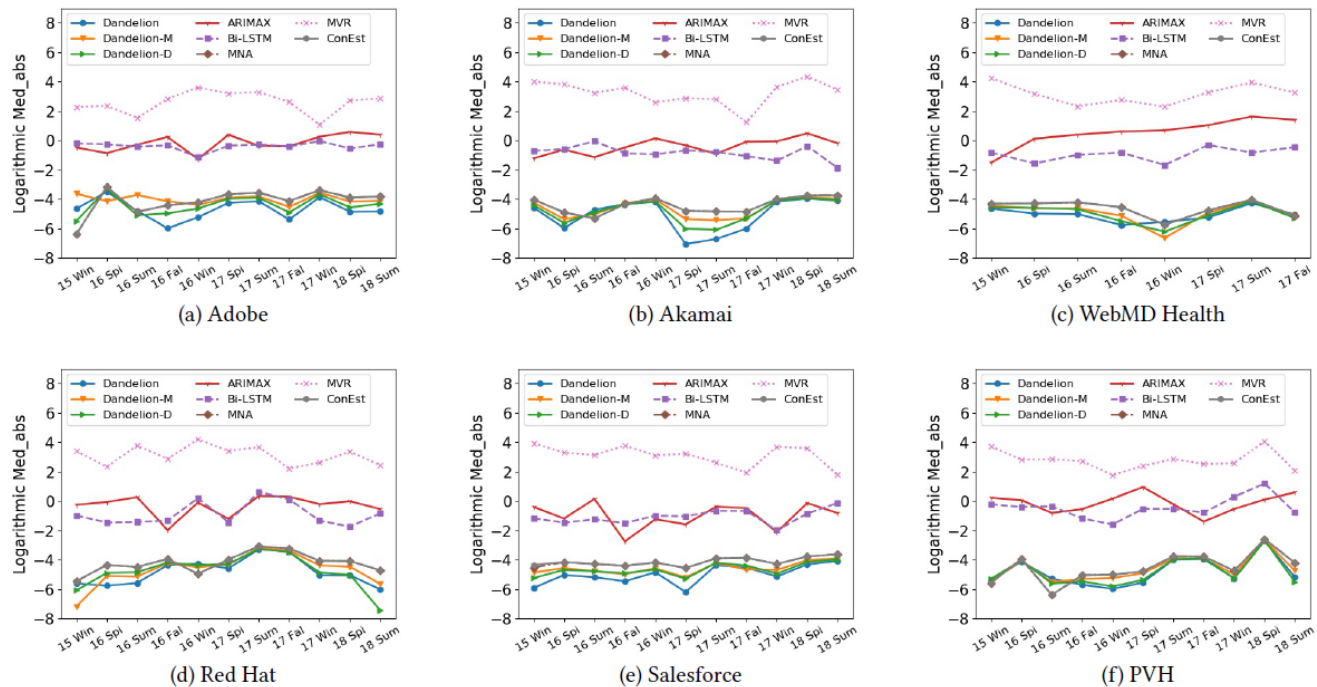 8
6
4
2
0
−2
−4
−6
−8
Logarithmic Med_abs
Dandelion
Dandelion-M
Dandelion-D
ARIMAX
Bi-LSTM
MNA
MVR
ConEst
15 Win
16 Spi
16 Sum
16 Fal
16 Win
17 Spi
17 Sum
17 Fal
17 Win
18 Spi
18 Sum
(a) Adobe
8
6
4
2
0
−2
−4
−6
−8
Logarithmic Med_abs
Dandelion
Dandelion-M
Dandelion-D
ARIMAX
Bi-LSTM
MNA
MVR
ConEst
15 Win
16 Spi
16 Sum
16 Fal
16 Win
17 Spi
17 Sum
17 Fal
17 Win
18 Spi
18 Sum
(b) Akamai
8
6
4
2
0
−2
−4
−6
−8
Logarithmic Med_abs
Dandelion
Dandelion-M
Dandelion-D
ARIMAX
Bi-LSTM
MNA
MVR
ConEst
15 Win
16 Spi
16 Sum
16 Fal
16 Win
17 Spi
17 Sum
17 Fal
(c) WebMD Health
8
6
4
2
0
−2
−4
−6
−8
Logarithmic Med_abs
Dandelion
Dandelion-M
Dandelion-D
ARIMAX
Bi-LSTM
MNA
MVR
ConEst
15 Win
16 Spi
16 Sum
16 Fal
16 Win
17 Spi
17 Sum
17 Fal
17 Win
18 Spi
18 Sum
(d) Red Hat
8
6
4
2
0
−2
−4
−6
−8
Logarithmic Med_abs
Dandelion
Dandelion-M
Dandelion-D
ARIMAX
Bi-LSTM
MNA
MVR
ConEst
15 Win
16 Spi
16 Sum
16 Fal
16 Win
17 Spi
17 Sum
17 Fal
17 Win
18 Spi
18 Sum
(e) Salesforce
8
6
4
2
0
−2
−4
−6
−8
Logarithmic Med_abs
Dandelion
Dandelion-M
Dandelion-D
ARIMAX
Bi-LSTM
MNA
MVR
ConEst
15 Win
16 Spi
16 Sum
16 Fal
16 Win
17 Spi
17 Sum
17 Fal
17 Win
18 Spi
18 Sum
(f) PVH